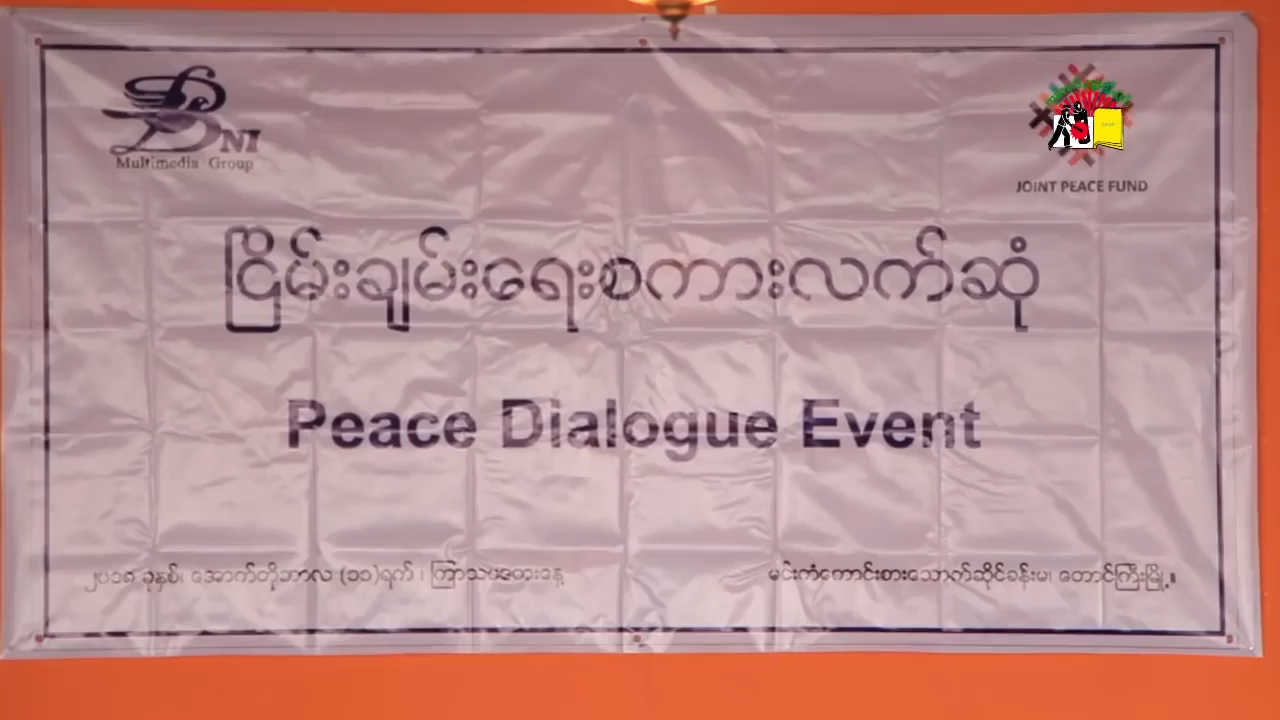 BNI
Multimedia Group
JOINT PEACE FUND
ငြိမ်းချမ်းရေးစကားလက်ဆုံ
Peace Dialogue Event
၂၀၁၈ ခုနှစ်၊ အောက်တိုဘာလ (၁၁)ရက် ၊ ကြာသပတေးနေ့
မင်းကံကောင်းစားသောက်ဆိုင်ခန်းမ၊ တောင်ကြီးမြို့။